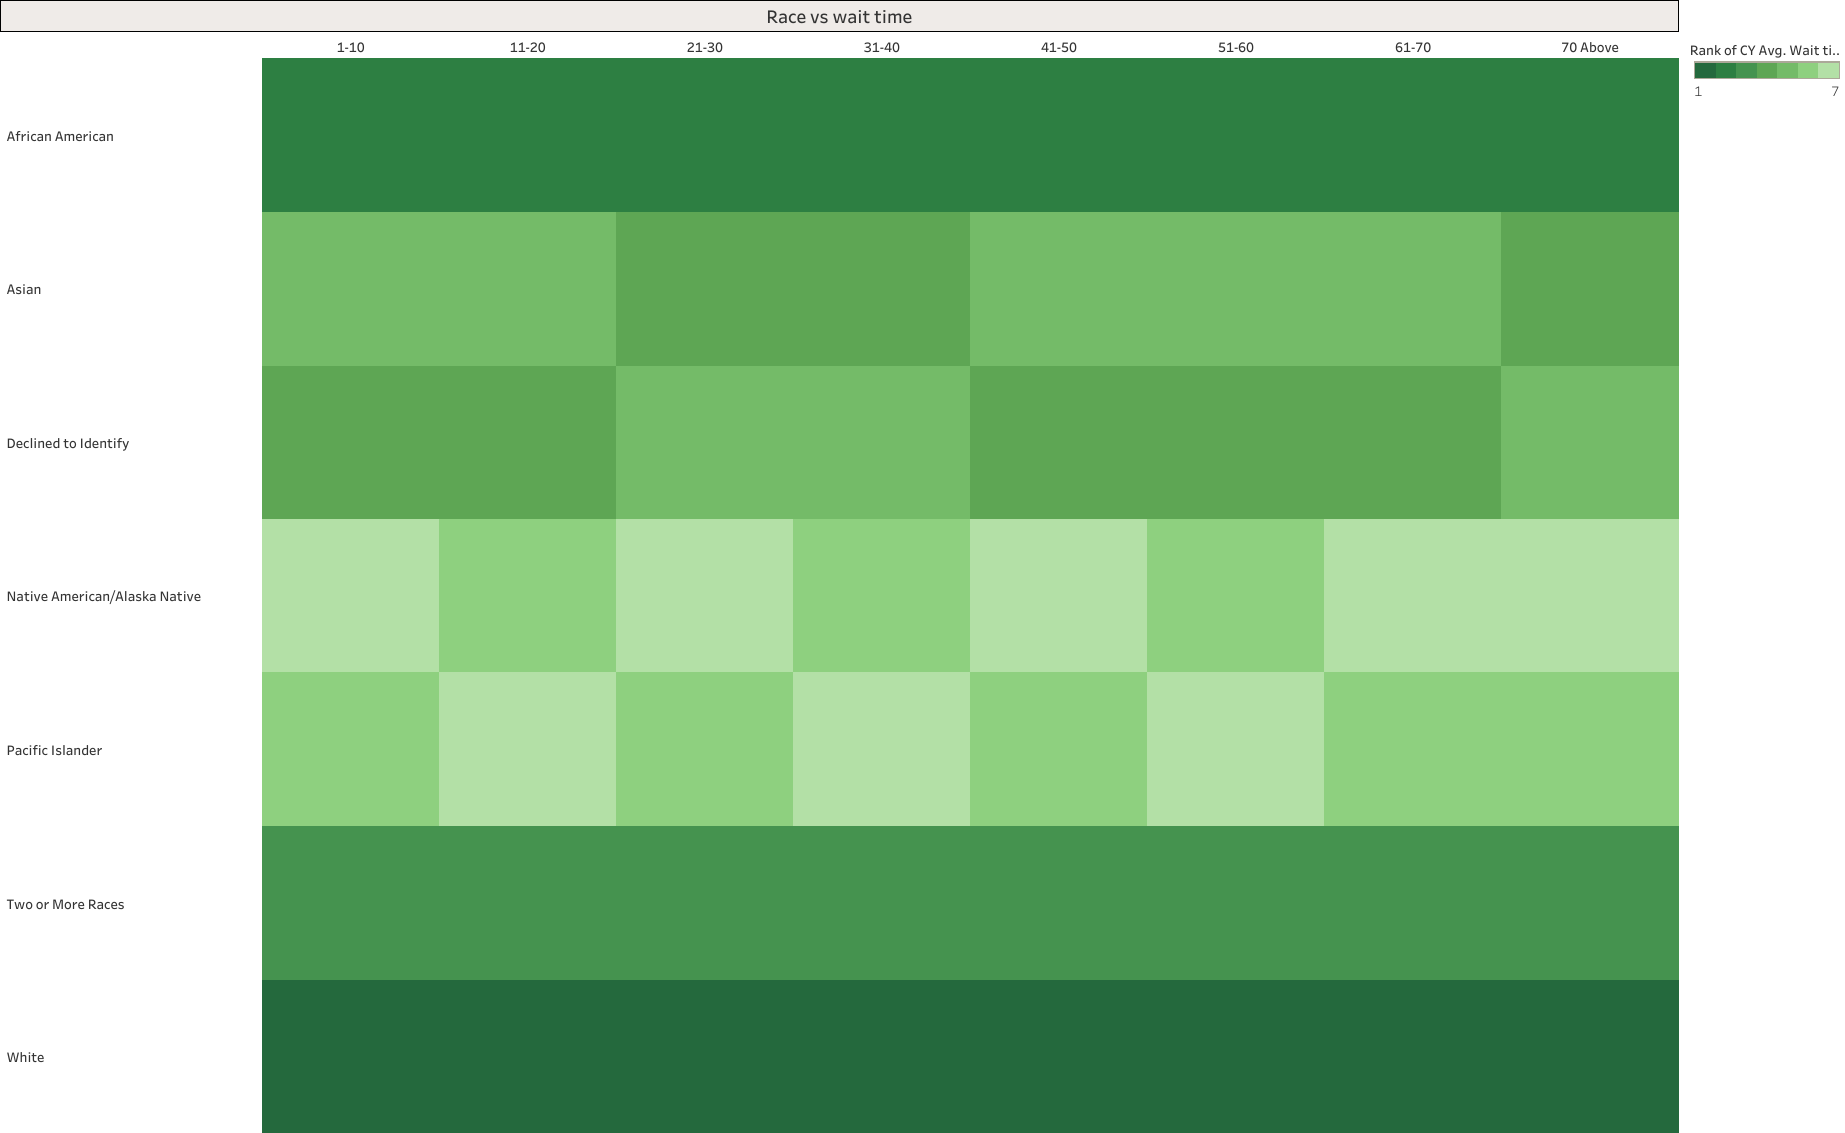 Race vs wait time
1-10 11-20 21-30 31-40 41-50 51-60 61-70 70 Above
Rank of CY Avg. Wait ti..
1 7
African American
Asian
Declined to Identify
Native American/Alaska Native
Pacific Islander
Two or More Races
White